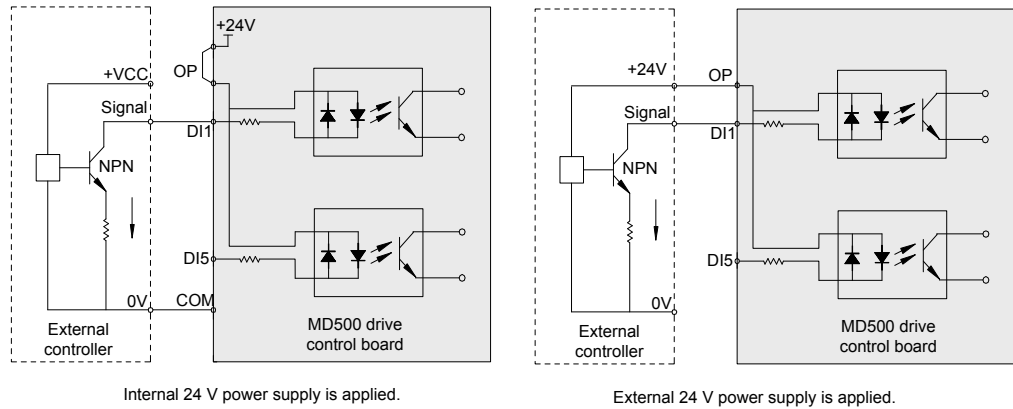 +24V
OP
+VCC
Signal
DI1
NPN
DI5
0V
COM
External
controller
MD500 drive
control board
Internal 24 V power supply is applied.
+24V
OP
Signal
DI1
NPN
DI5
0V
External
controller
MD500 drive
control board
External 24 V power supply is applied.